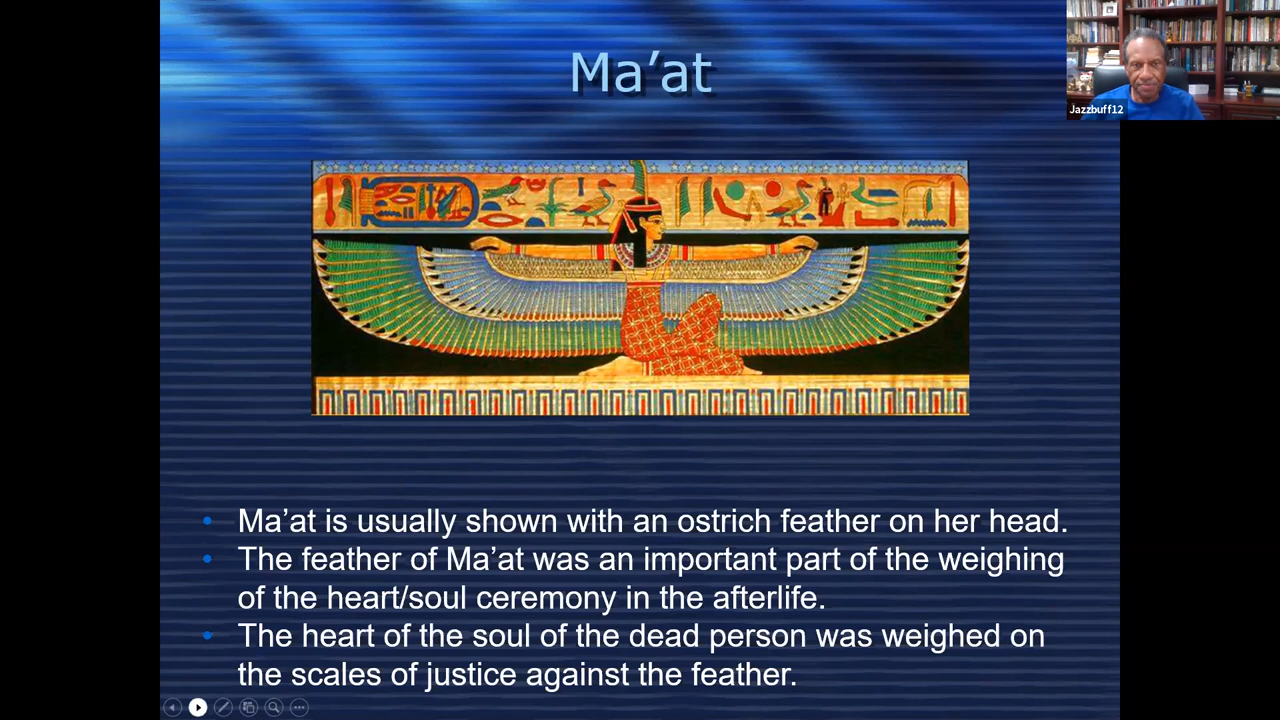 Ma’at
Jazzbuff12
• Ma’at is usually shown with an ostrich feather on her head.
• The feather of Ma’at was an important part of the weighing
of the heart/soul ceremony in the afterlife.
• The heart of the soul of the dead person was weighed on
the scales of justice against the feather.